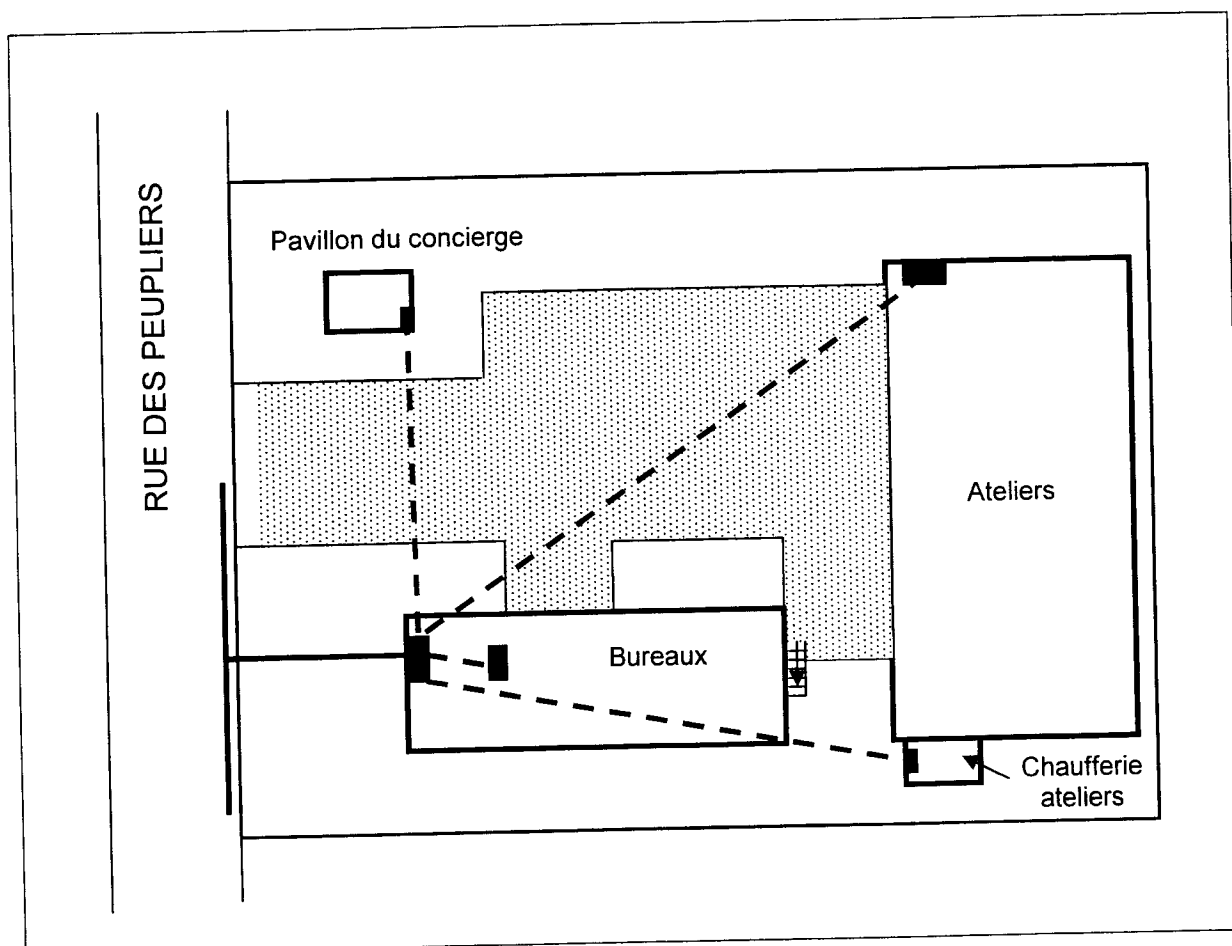 RUE DES PEUPLIERS
Pavillon du concierge
Ateliers
Bureaux
Chaufferie
ateliers